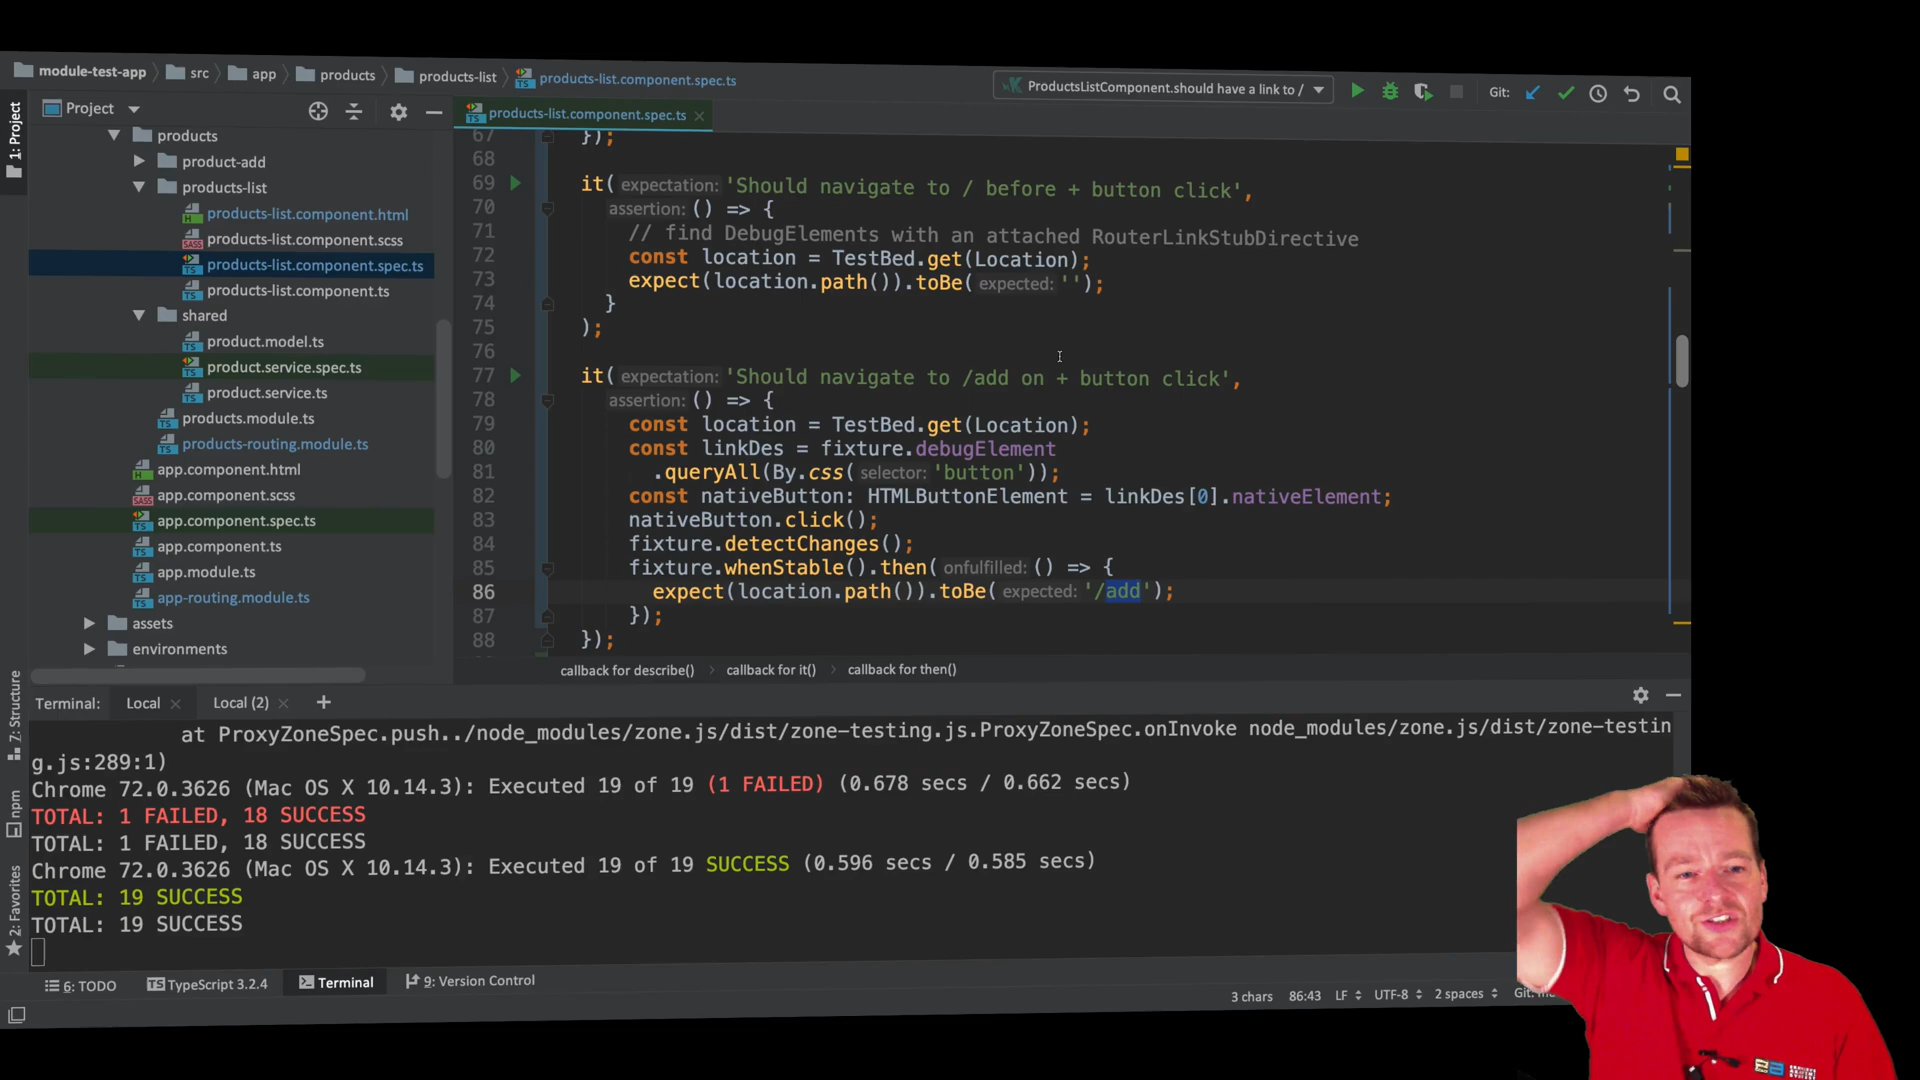 module-test-app
src
app
products
products-list
products-list.component.spec.ts
ProductsListComponent.should have a link to /
Git:
1: Project
Project
products-list.component.spec.ts
products
product-add
products-list
products-list.component.html
products-list.component.scss
products-list.component.spec.ts
products-list.component.ts
shared
product.model.ts
product.service.spec.ts
product.service.ts
products.module.ts
products-routing.module.ts
app.component.html
app.component.scss
app.component.spec.ts
app.component.ts
app.module.ts
app-routing.module.ts
assets
environments
67 });
68
69 it( expectation: 'Should navigate to / before + button click',
70 assertion: () => {
71 // find DebugElements with an attached RouterLinkStubDirective
72 const location = TestBed.get(Location);
73 expect(location.path()).toBe( expected: '');
74 }
75 );
76
77 it( expectation: 'Should navigate to /add on + button click',
78 assertion: () => {
79 const location = TestBed.get(Location);
80 const linkDes = fixture.debugElement
81 .queryAll(By.css( selector: 'button'));
82 const nativeButton: HTMLButtonElement = linkDes[0].nativeElement;
83 nativeButton.click();
84 fixture.detectChanges();
85 fixture.whenStable().then( onfulfilled: () => {
86 expect(location.path()).toBe( expected: '/add');
87 });
88 });
callback for describe()
callback for it()
callback for then()
7: Structure
npm
2: Favorites
Terminal:
Local
Local (2)
at ProxyZoneSpec.push../node_modules/zone.js/dist/zone-testing.js.ProxyZoneSpec.onInvoke node_modules/zone.js/dist/zone-testin
g.js:289:1)
Chrome 72.0.3626 (Mac OS X 10.14.3): Executed 19 of 19 (1 FAILED) (0.678 secs / 0.662 secs)
TOTAL: 1 FAILED, 18 SUCCESS
TOTAL: 1 FAILED, 18 SUCCESS
Chrome 72.0.3626 (Mac OS X 10.14.3): Executed 19 of 19 SUCCESS (0.596 secs / 0.585 secs)
TOTAL: 19 SUCCESS
TOTAL: 19 SUCCESS
6: TODO
TypeScript 3.2.4
Terminal
9: Version Control
3 chars
86:43
LF
UTF-8
2 spaces
Git: